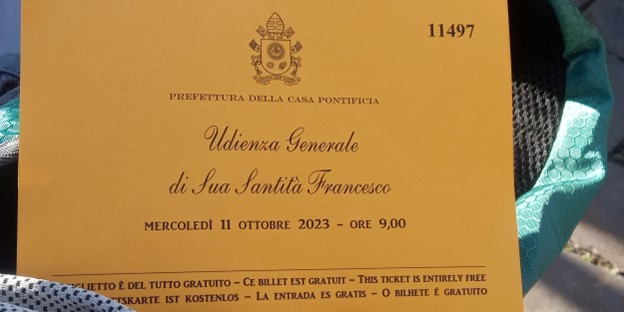 11497
PREFETTURA DELLA CASA PONTIFICIA
Udienza Generale
di Sua Santità Francesco
MERCOLEDÌ 11 OTTOBRE 2023 – ORE 9,00
È DEL TUTTO GRATUITO – CE BILLET EST GRATUIT – THIS TICKET IS ENTIRELY FREE
IST KOSTENLOS – LA ENTRADA ES GRATIS – O BILHETE É GRATUITO